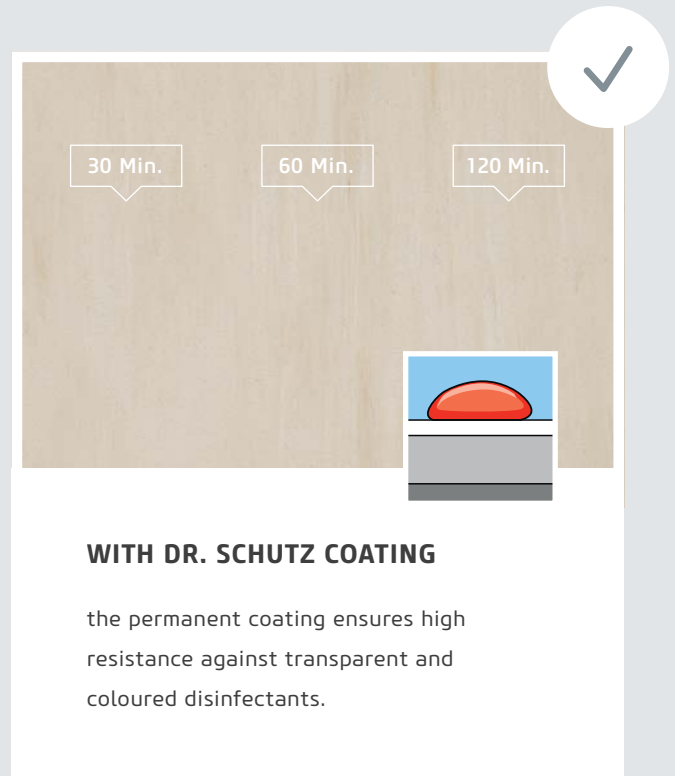 30 Min.
60 Min.
120 Min.
WITH DR. SCHUTZ COATING
the permanent coating ensures high
resistance against transparent and
coloured disinfectants.